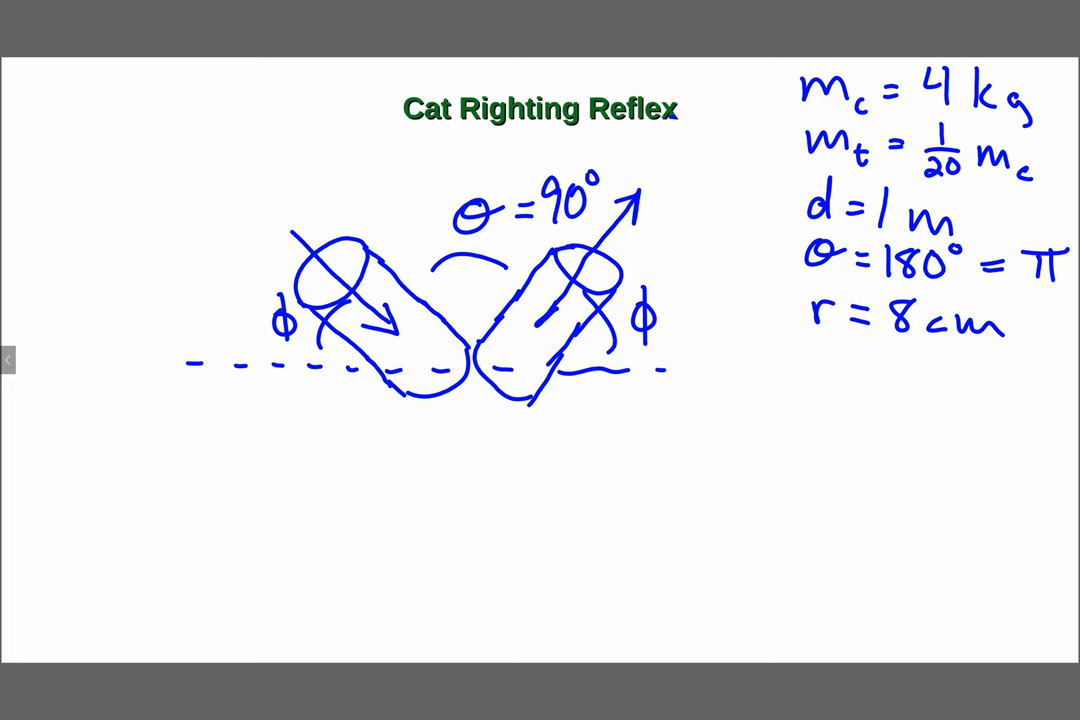 Cat Righting Reflex
m_c = 4 kg
m_t = 1/20 m_c
d = 1 m
θ = 180° = π
r = 8 cm
θ = 90°
ϕ
ϕ